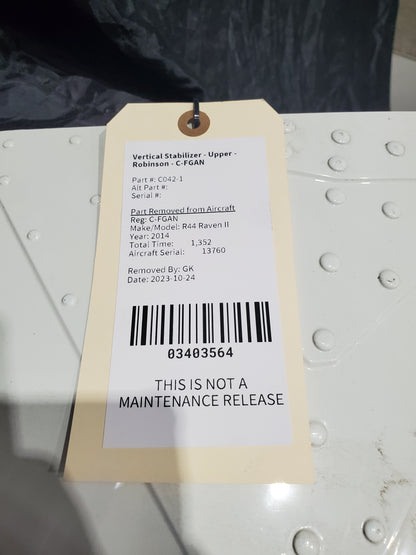 Vertical Stabilizer - Upper -
Robinson - C-FGAN
Part #: C042-1
Alt Part #:
Serial #:
Part Removed from Aircraft
Reg: C-FGAN
Make/Model: R44 Raven II
Year: 2014
Total Time: 1,352
Aircraft Serial: 13760
Removed By: GK
Date: 2023-10-24
03403564
THIS IS NOT A
MAINTENANCE RELEASE